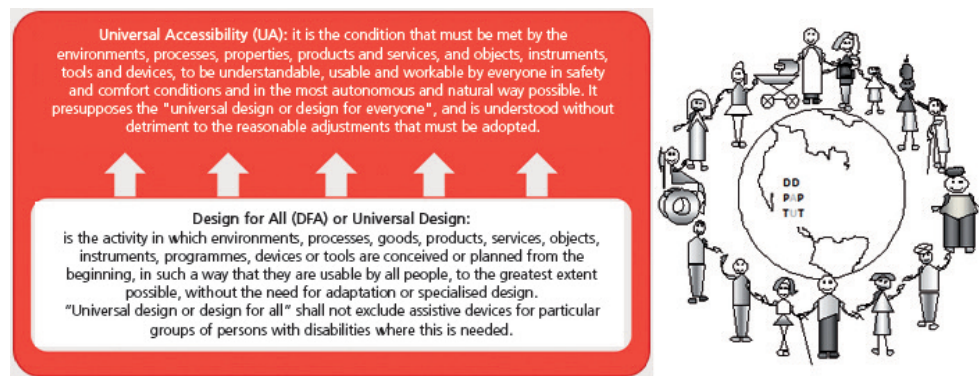 Universal Accessibility (UA): it is the condition that must be met by the
environments, processes, properties, products and services, and objects, instruments,
tools and devices, to be understandable, usable and workable by everyone in safety
and comfort conditions and in the most autonomous and natural way possible. It
presupposes the "universal design or design for everyone", and is understood without
detriment to the reasonable adjustments that must be adopted.
Design for All (DFA) or Universal Design:
is the activity in which environments, processes, goods, products, services, objects,
instruments, programmes, devices or tools are conceived or planned from the
beginning, in such a way that they are usable by all people, to the greatest extent
possible, without the need for adaptation or specialised design.
“Universal design or design for all” shall not exclude assistive devices for particular
groups of persons with disabilities where this is needed.
DD
PAP
TUT